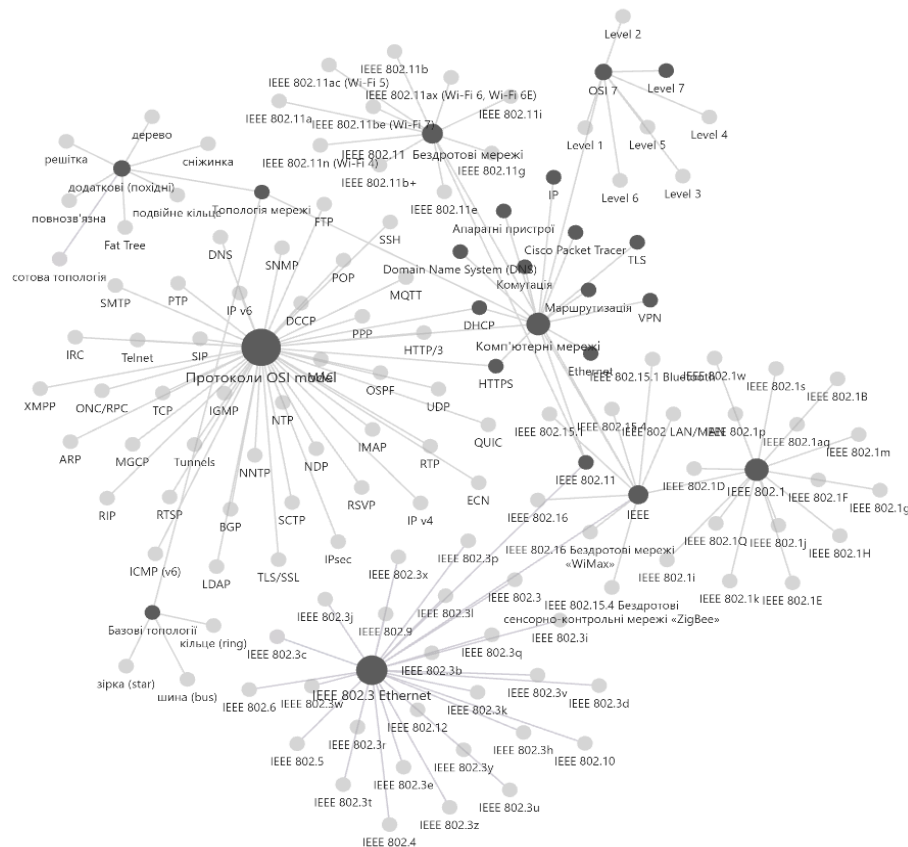 Level 2
OSI 7
Level 7
Level 4
Level 1
Level 5
Level 3
Level 6
IEEE 802.11b
IEEE 802.11ac (Wi-Fi 5)
IEEE 802.11ax (Wi-Fi 6, Wi-Fi 6E)
IEEE 802.11a
IEEE 802.11be (Wi-Fi 7)
IEEE 802.11i
IEEE 802.11n (Wi-Fi 4)
IEEE 802.11
Бездротові мережі
IEEE 802.11g
IEEE 802.11b+
IEEE 802.11e
дерево
решітка
сніжинка
додаткові (похідні)
повнозв'язна
подвійне кільце
Fat Tree
сотова топологія
Топологія мережі
IP
Апаратні пристрої
Cisco Packet Tracer
TLS
Domain Name System (DNS)
Комутація
Маршрутизація
VPN
DHCP
Комп'ютерні мережі
HTTPS
Ethernet
FTP
SSH
DNS
SNMP
POP
MQTT
SMTP
PTP
IP v6
DCCP
PPP
HTTP/3
IRC
Telnet
SIP
Протоколи OSI model
MAC
OSPF
XMPP
ONC/RPC
TCP
IGMP
NTP
UDP
QUIC
ARP
MGCP
Tunnels
NNTP
NDP
IMAP
RTP
ECN
RIP
RTSP
BGP
SCTP
RSVP
IP v4
ICMP (v6)
LDAP
TLS/SSL
IPsec
Базові топології
кільце (ring)
зірка (star)
шина (bus)
IEEE 802.15.1 Bluetooth
IEEE 802.15.1
IEEE 802.15.4
IEEE 802 LAN/MAN
IEEE 802.11
IEEE
IEEE 802.16
IEEE 802.16 Бездротові мережі
«WiMax»
IEEE 802.15.4 Бездротові
сенсорно-контрольні мережі «ZigBee»
IEEE 802.1w
IEEE 802.1s
IEEE 802.1B
IEEE 802.1p
IEEE 802.1aq
IEEE 802.1m
IEEE 802.1D
IEEE 802.1
IEEE 802.1F
IEEE 802.1g
IEEE 802.1Q
IEEE 802.1j
IEEE 802.1H
IEEE 802.1i
IEEE 802.1k
IEEE 802.1E
IEEE 802.3p
IEEE 802.3x
IEEE 802.3
IEEE 802.3j
IEEE 802.9
IEEE 802.3l
IEEE 802.3i
IEEE 802.3c
IEEE 802.3q
IEEE 802.3b
IEEE 802.3v
IEEE 802.3d
IEEE 802.3 Ethernet
IEEE 802.6
IEEE 802.3w
IEEE 802.3k
IEEE 802.12
IEEE 802.3r
IEEE 802.3h
IEEE 802.10
IEEE 802.5
IEEE 802.3y
IEEE 802.3e
IEEE 802.3t
IEEE 802.3u
IEEE 802.3z
IEEE 802.4